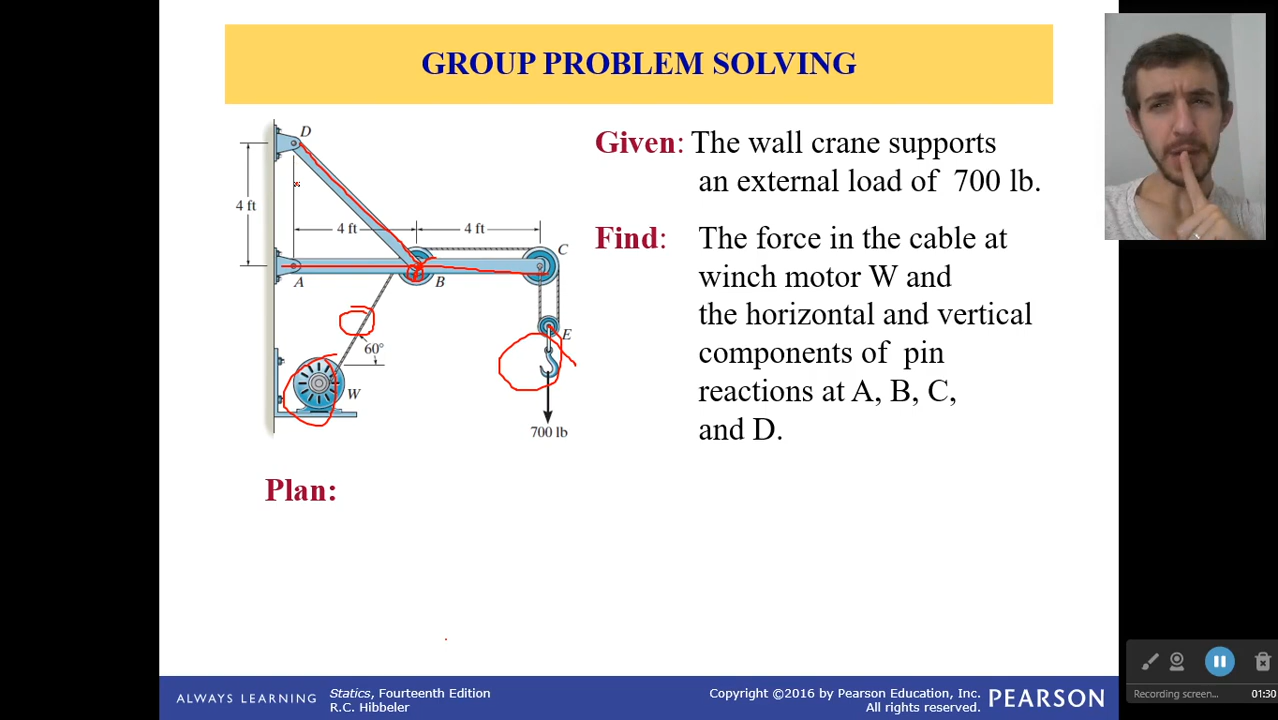 GROUP PROBLEM SOLVING
D
4 ft
4 ft
4 ft
C
A
B
E
60°
W
700 lb
Given: The wall crane supports
an external load of 700 lb.
Find: The force in the cable at
winch motor W and
the horizontal and vertical
components of pin
reactions at A, B, C,
and D.
Plan:
ALWAYS LEARNING
Statics, Fourteenth Edition
R.C. Hibbeler
Copyright ©2016 by Pearson Education, Inc.
All rights reserved.
PEARSON
Recording screen...
01:30